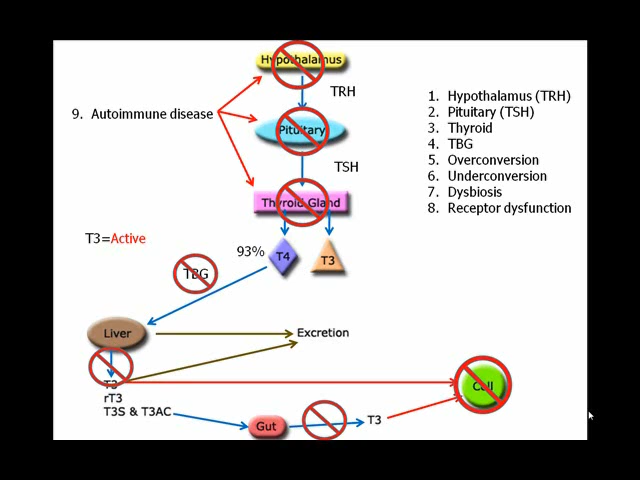 Hypothalamus
TRH
9. Autoimmune disease
Pituitary
TSH
Thyroid Gland
1. Hypothalamus (TRH)
2. Pituitary (TSH)
3. Thyroid
4. TBG
5. Overconversion
6. Underconversion
7. Dysbiosis
8. Receptor dysfunction
T3=Active
93%
T4
T3
TBG
Liver
Excretion
T3
rT3
T3S & T3AC
Gut
T3
Cell